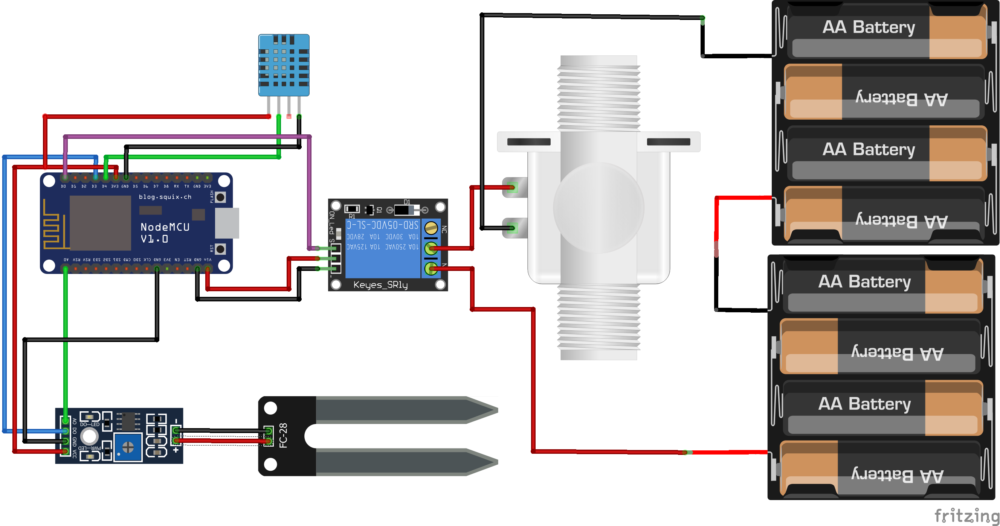 AA Battery
AA Battery
AA Battery
AA Battery
D0 D1 D2 D3 D4 3V3 GND D5 D6 D7 D8 RX TX GND 3V3
blog.squix.ch
FLASH
NodeMCU
V1.0
RST
A0 RSV RSV SD3 SD2 SD1 CMD SD0 CLK GND 3V3 EN RST GND Vin
D1
R1
Q1
ON_Led
S
-
NC
N
SRD-05VDC-SL-C
10A 30VDC 10A 28VDC
10A 250VAC 10A 125VAC
Keyes_SRly
AA Battery
AA Battery
AA Battery
AA Battery
AO
DO
GND
VCC
DO-LED
PWR-LED
-
+
FC-28
fritzing